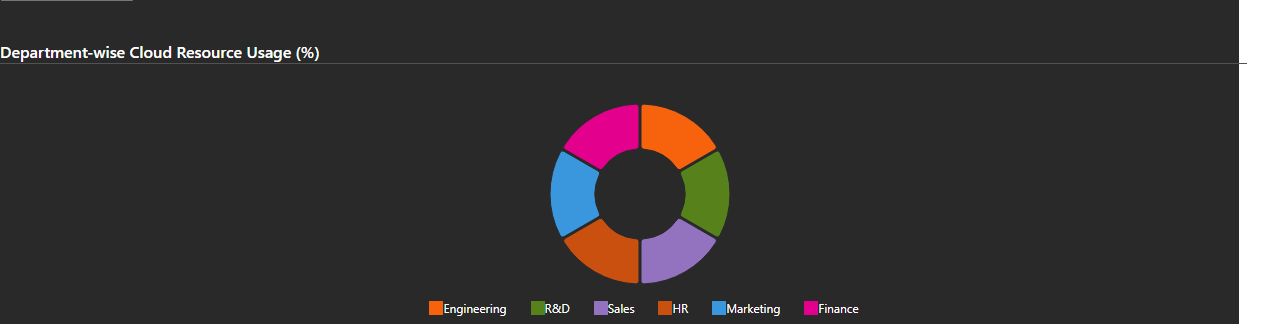 Department-wise Cloud Resource Usage (%)
Engineering R&D Sales HR Marketing Finance